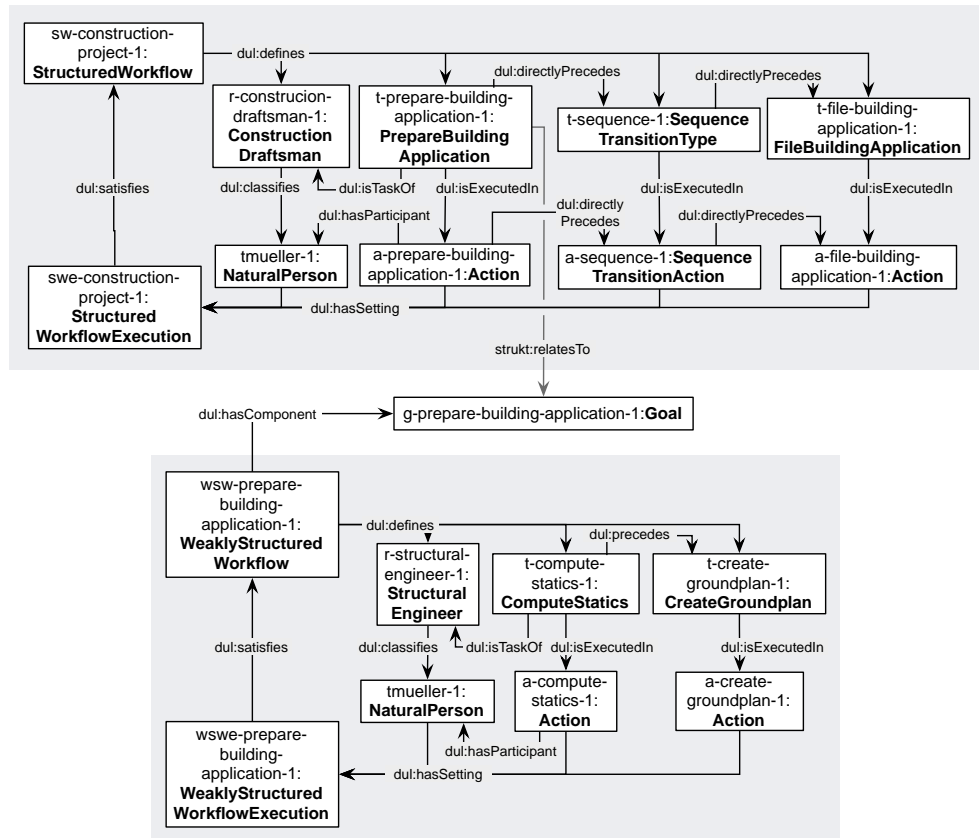 sw-construction-
project-1:
StructuredWorkflow
dul:defines
dul:directlyPrecedes
dul:directlyPrecedes
r-construcion-
draftsman-1:
Construction
Draftsman
t-prepare-building-
application-1:
PrepareBuilding
Application
t-sequence-1:Sequence
TransitionType
t-file-building-
application-1:
FileBuildingApplication
dul:satisfies
dul:classifies
dul:isTaskOf
dul:isExecutedIn
dul:isExecutedIn
dul:isExecutedIn
dul:hasParticipant
dul:directly
Precedes
dul:directlyPrecedes
tmueller-1:
NaturalPerson
a-prepare-building-
application-1:Action
a-sequence-1:Sequence
TransitionAction
a-file-building-
application-1:Action
swe-construction-
project-1:
Structured
WorkflowExecution
dul:hasSetting
strukt:relatesTo
dul:hasComponent
g-prepare-building-application-1:Goal
wsw-prepare-
building-
application-1:
WeaklyStructured
Workflow
dul:defines
dul:precedes
r-structural-
engineer-1:
Structural
Engineer
t-compute-
statics-1:
ComputeStatics
t-create-
groundplan-1:
CreateGroundplan
dul:satisfies
dul:classifies
dul:isTaskOf
dul:isExecutedIn
dul:isExecutedIn
tmueller-1:
NaturalPerson
a-compute-
statics-1:
Action
a-create-
groundplan-1:
Action
dul:hasParticipant
wswe-prepare-
building-
application-1:
WeaklyStructured
WorkflowExecution
dul:hasSetting